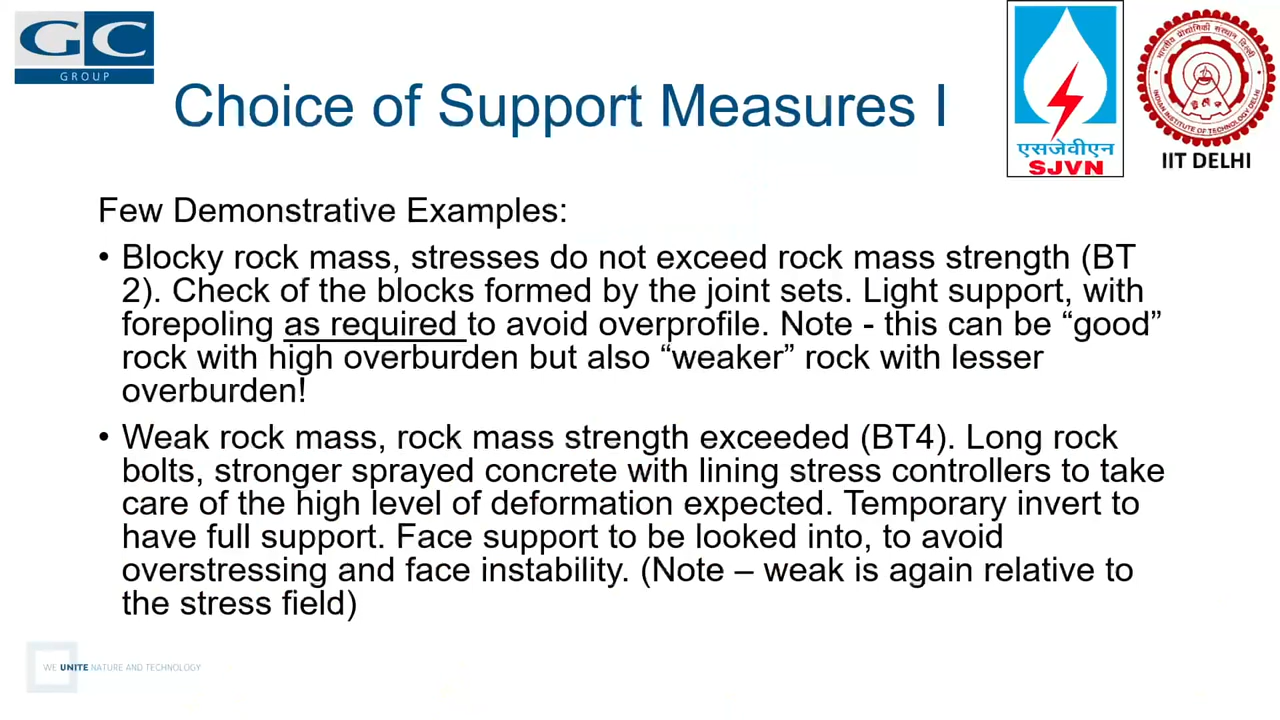 GC
GROUP
Choice of Support Measures I
एसजेवीएन
SJVN
IIT DELHI
Few Demonstrative Examples:
• Blocky rock mass, stresses do not exceed rock mass strength (BT
2). Check of the blocks formed by the joint sets. Light support, with
forepoling as required to avoid overprofile. Note - this can be “good”
rock with high overburden but also “weaker” rock with lesser
overburden!
• Weak rock mass, rock mass strength exceeded (BT4). Long rock
bolts, stronger sprayed concrete with lining stress controllers to take
care of the high level of deformation expected. Temporary invert to
have full support. Face support to be looked into, to avoid
overstressing and face instability. (Note – weak is again relative to
the stress field)
WE UNITE NATURE AND TECHNOLOGY